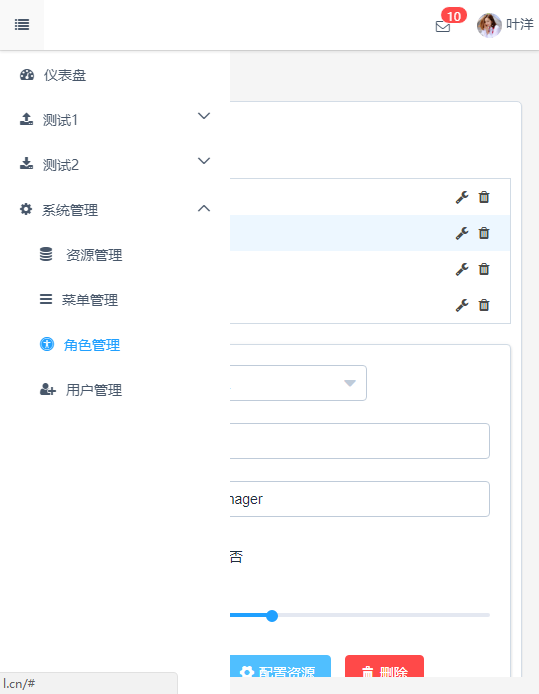 10
叶洋
仪表盘
测试1
测试2
系统管理
资源管理
菜单管理
角色管理
用户管理
nager
否
配置资源
删除
l.cn/#